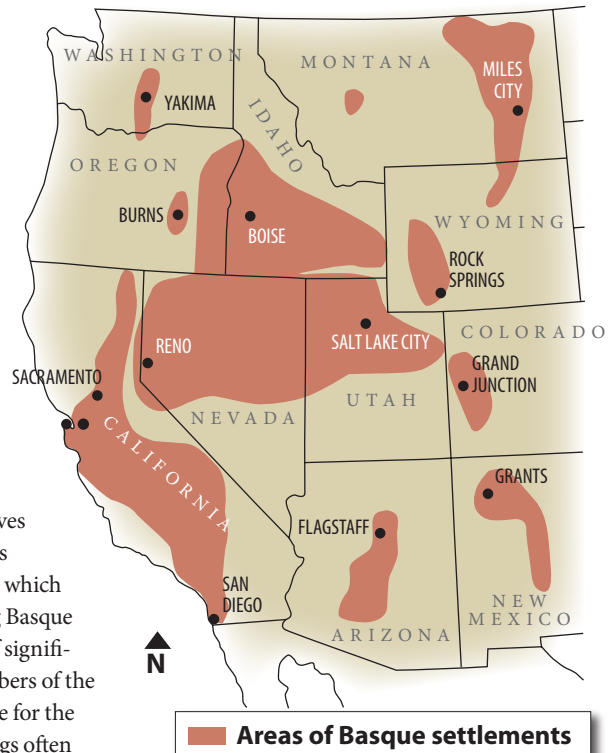 WASHINGTON
MONTANA
MILES
CITY
YAKIMA
IDAHO
OREGON
WYOMING
BURNS
BOISE
ROCK
SPRINGS
COLORADO
RENO
SALT LAKE CITY
GRAND
JUNCTION
SACRAMENTO
UTAH
NEVADA
CALIFORNIA
GRANTS
FLAGSTAFF
SAN
DIEGO
NEW
MEXICO
ARIZONA
N
ves
s
which
Basque
f signifi-
bers of the
e for the
gs often
Areas of Basque settlements